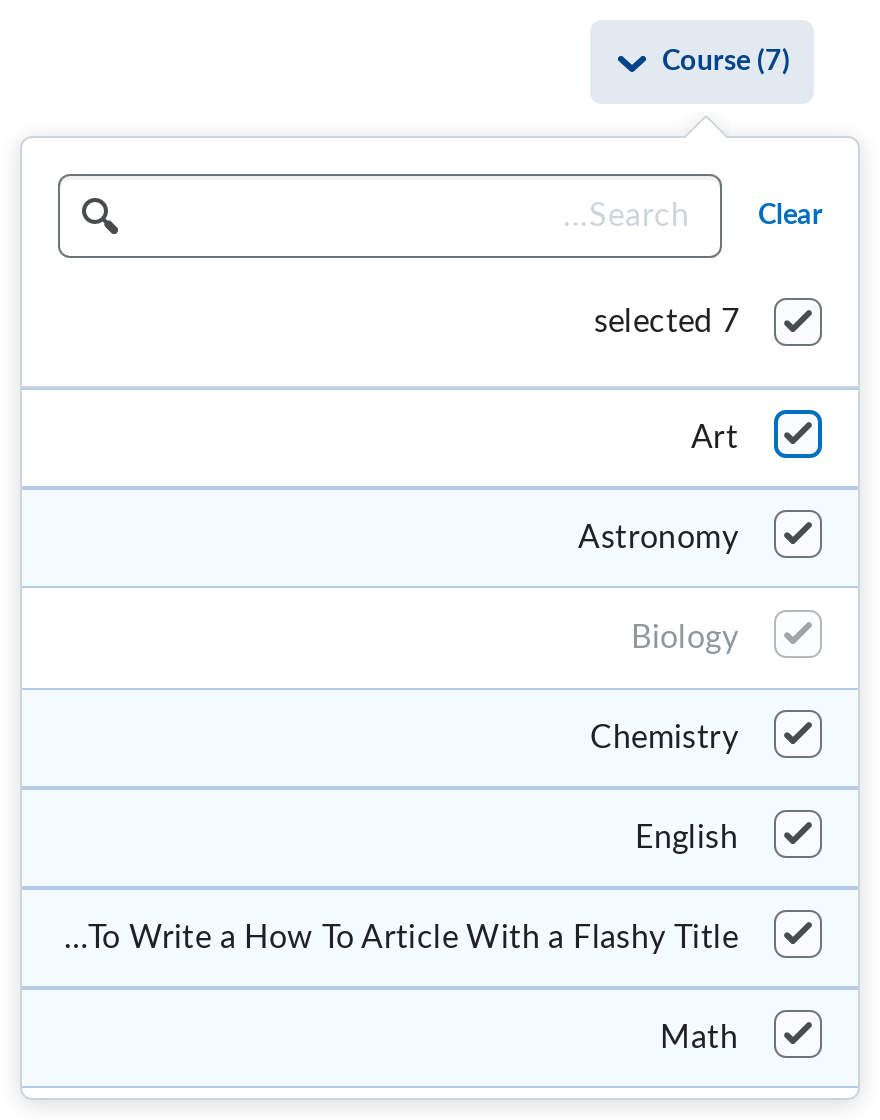 Course (7)
...Search
Clear
selected 7
Art
Astronomy
Biology
Chemistry
English
...To Write a How To Article With a Flashy Title
Math